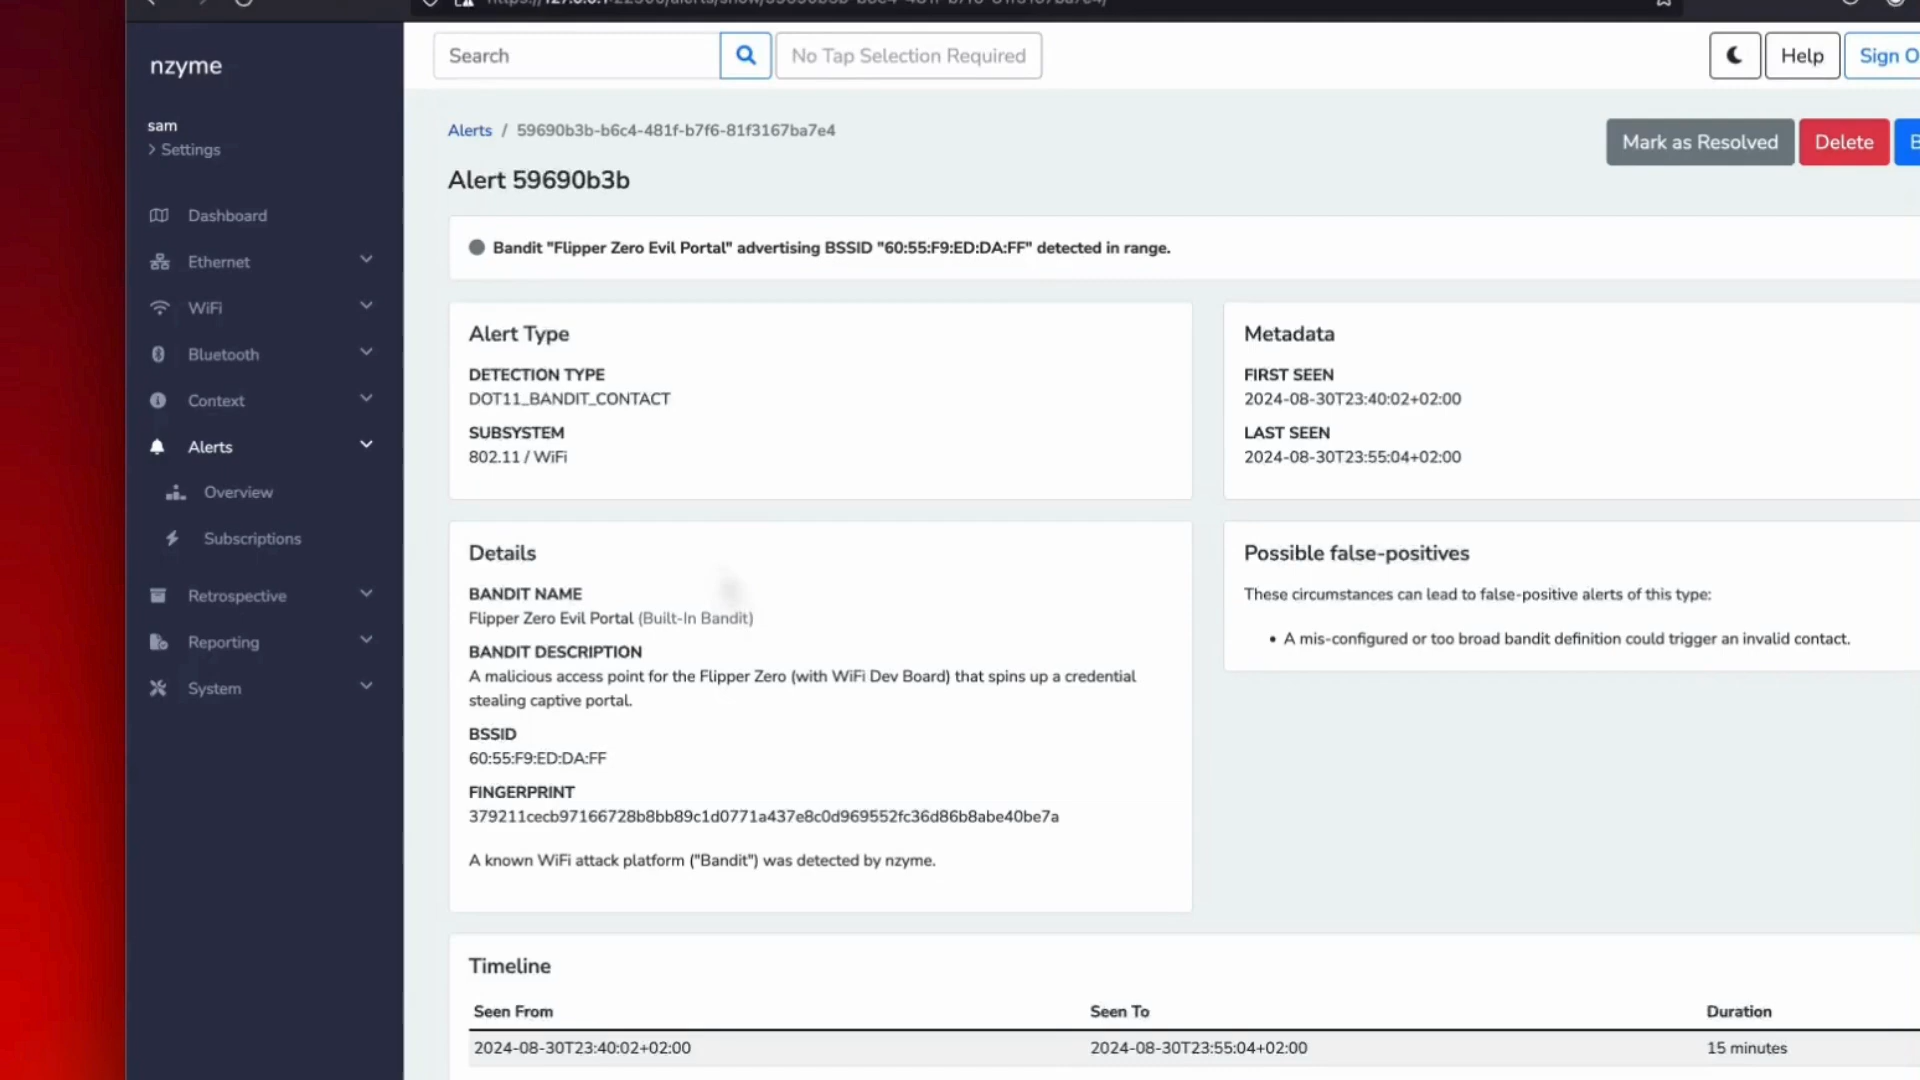 nzyme
sam
Settings
Dashboard
Ethernet
WiFi
Bluetooth
Context
Alerts
Overview
Subscriptions
Retrospective
Reporting
System
Search
No Tap Selection Required
Help
Sign O
Alerts / 59690b3b-b6c4-481f-b7f6-81f3167ba7e4
Mark as Resolved
Delete
Alert 59690b3b
Bandit "Flipper Zero Evil Portal" advertising BSSID "60:55:F9:ED:DA:FF" detected in range.
Alert Type
DETECTION TYPE
DOT11_BANDIT_CONTACT
SUBSYSTEM
802.11 / WiFi
Metadata
FIRST SEEN
2024-08-30T23:40:02+02:00
LAST SEEN
2024-08-30T23:55:04+02:00
Details
BANDIT NAME
Flipper Zero Evil Portal (Built-In Bandit)
BANDIT DESCRIPTION
A malicious access point for the Flipper Zero (with WiFi Dev Board) that spins up a credential
stealing captive portal.
BSSID
60:55:F9:ED:DA:FF
FINGERPRINT
379211cecb97166728b8bb89c1d0771a437e8c0d969552fc36d86b8abe40be7a
A known WiFi attack platform ("Bandit") was detected by nzyme.
Possible false-positives
These circumstances can lead to false-positive alerts of this type:
• A mis-configured or too broad bandit definition could trigger an invalid contact.
Timeline
Seen From Seen To Duration
2024-08-30T23:40:02+02:00 2024-08-30T23:55:04+02:00 15 minutes